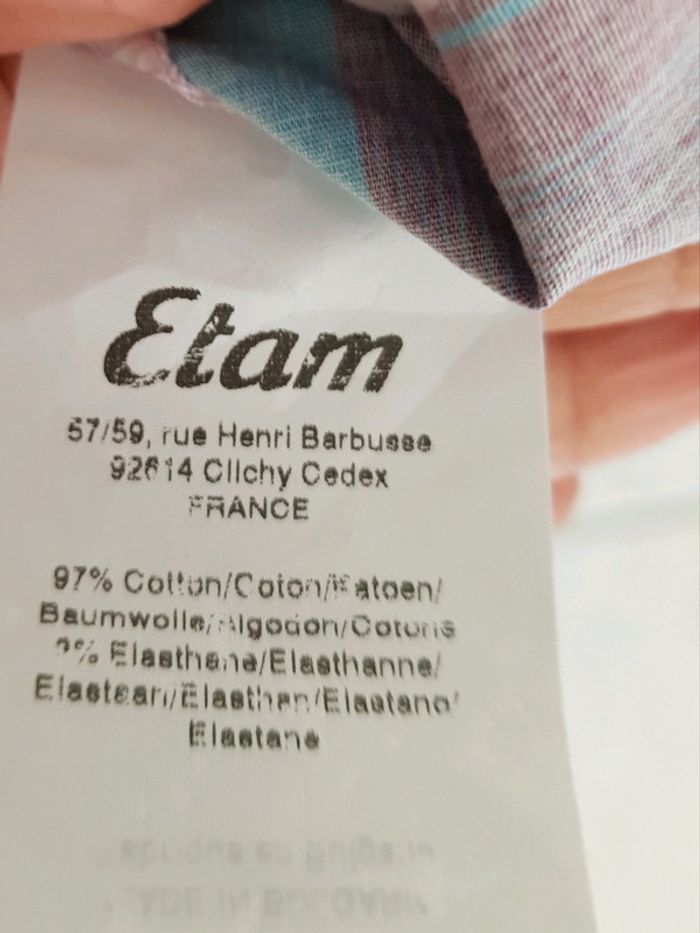 Etam
57/59, rue Henri Barbusse
92614 Clichy Cedex
FRANCE
97% Cotton/Coton/Katoen/
Baumwolle/Algodon/Cotone
3% Elasthane/Elasthanne/
Elastaan/Elasthan/Elastano/
Elastane